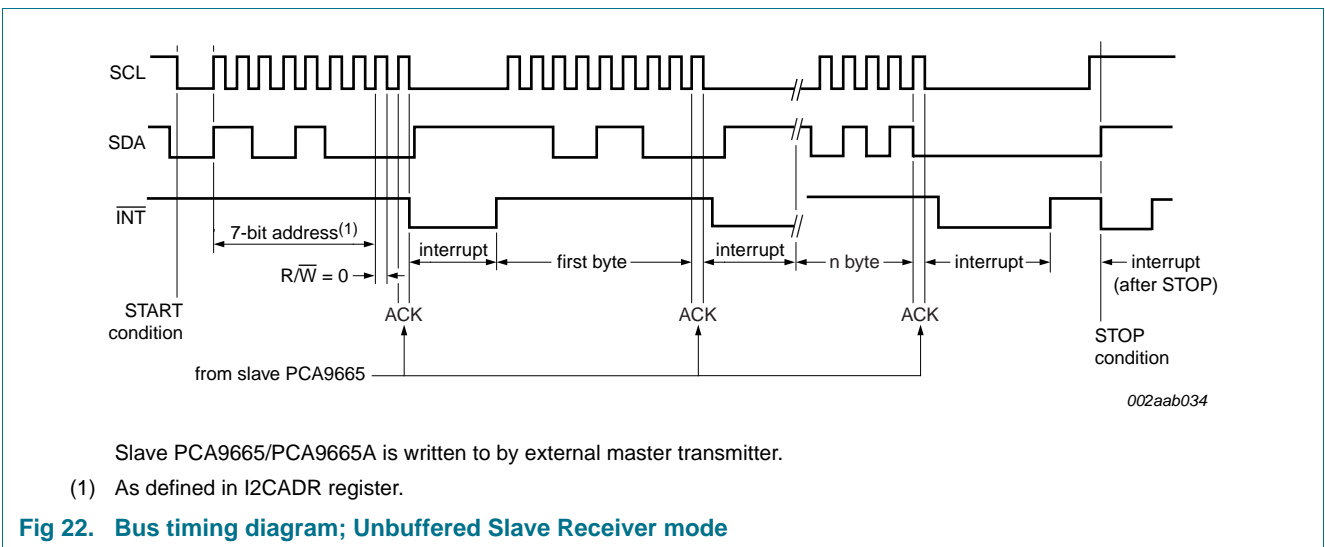 SCL
SDA
INT
7-bit address(1)
R/W = 0
interrupt
first byte
interrupt
n byte
interrupt
interrupt
(after STOP)
START
condition
ACK
ACK
ACK
STOP
condition
from slave PCA9665
002aab034
Slave PCA9665/PCA9665A is written to by external master transmitter.
(1) As defined in I2CADR register.
Fig 22. Bus timing diagram; Unbuffered Slave Receiver mode